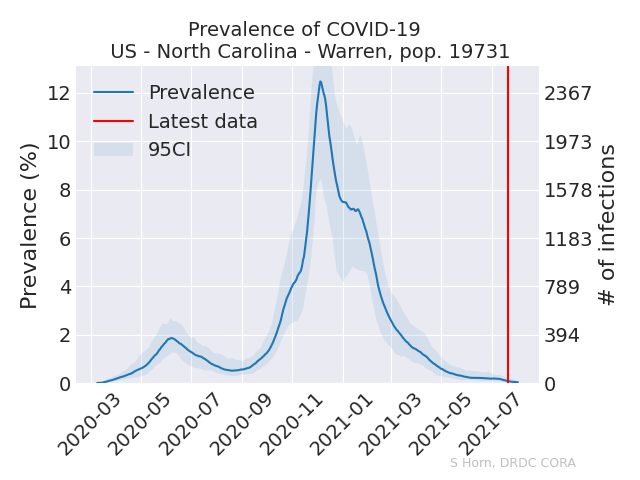 Prevalence of COVID-19
US - North Carolina - Warren, pop. 19731
Prevalence
Latest data
95CI
Prevalence (%)
12
10
8
6
4
2
0
2367
1973
1578
1183
789
394
0
# of infections
2020-03
2020-05
2020-07
2020-09
2020-11
2021-01
2021-03
2021-05
2021-07
S Horn, DRDC CORA